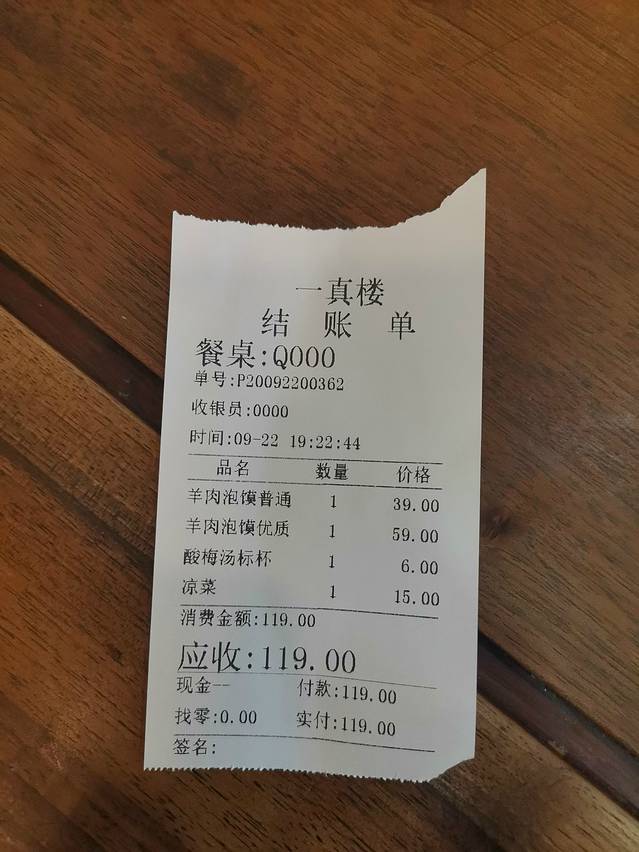 一真楼
结 账 单
餐桌:Q000
单号:P20092200362
收银员:0000
时间:09-22 19:22:44
品名 数量 价格
羊肉泡馍普通 1 39.00
羊肉泡馍优质 1 59.00
酸梅汤标杯 1 6.00
凉菜 1 15.00
消费金额:119.00
应收:119.00
现金-- 付款:119.00
找零:0.00 实付:119.00
签名: